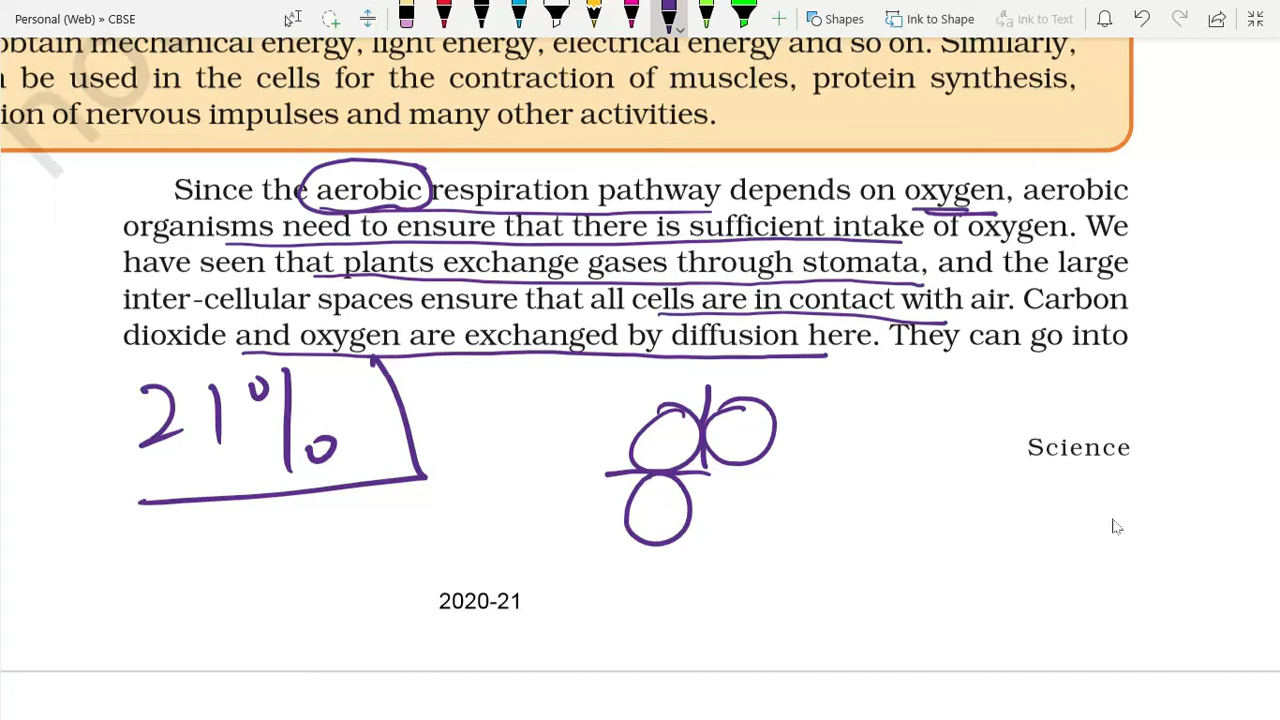 Personal (Web) » CBSE
Shapes
Ink to Shape
Ink to Text
obtain mechanical energy, light energy, electrical energy and so on. Similarly,
be used in the cells for the contraction of muscles, protein synthesis,
ion of nervous impulses and many other activities.
Since the aerobic respiration pathway depends on oxygen, aerobic
organisms need to ensure that there is sufficient intake of oxygen. We
have seen that plants exchange gases through stomata, and the large
inter-cellular spaces ensure that all cells are in contact with air. Carbon
dioxide and oxygen are exchanged by diffusion here. They can go into
21%
Science
2020-21